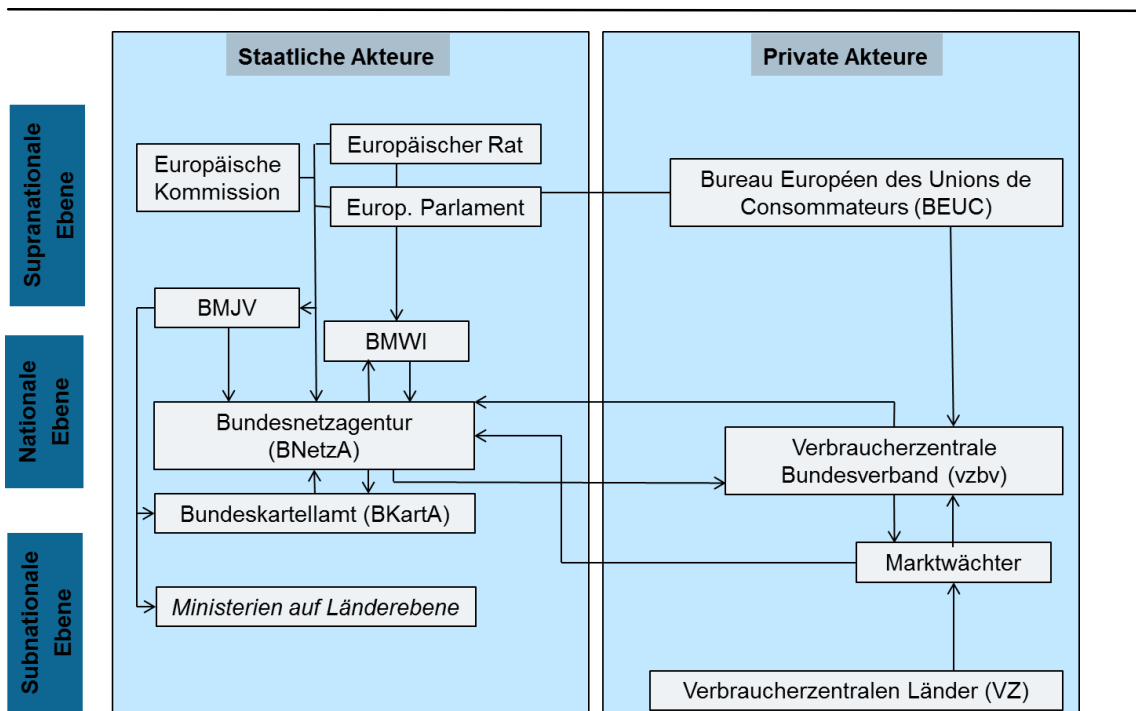 Staatliche Akteure
Private Akteure
Supranationale
Ebene
Europäische
Kommission
Europäischer Rat
Europ. Parlament
Bureau Européen des Unions de
Consommateurs (BEUC)
BMJV
BMWI
Nationale
Ebene
Bundesnetzagentur
(BNetzA)
Verbraucherzentrale
Bundesverband (vzbv)
Bundeskartellamt (BKartA)
Marktwächter
Subnationale
Ebene
Ministerien auf Länderebene
Verbraucherzentralen Länder (VZ)